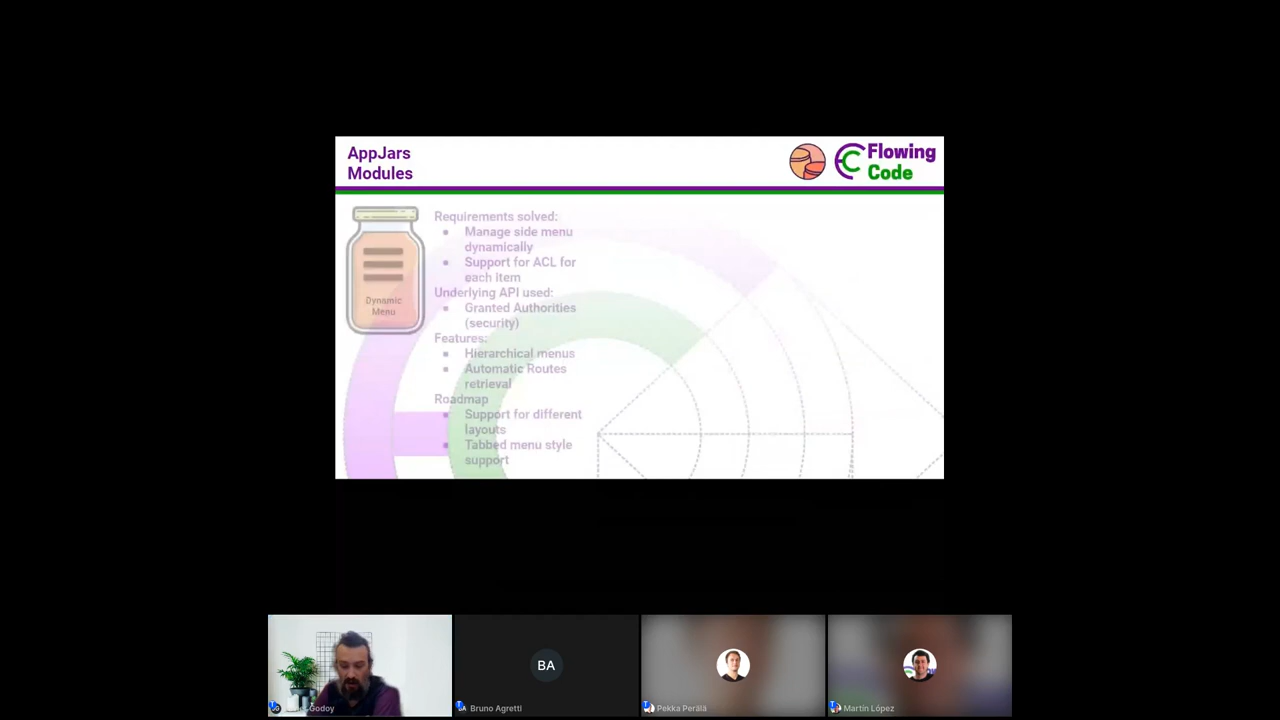 AppJars
Modules
Flowing
Code
Dynamic
Menu
Requirements solved:
Manage side menu
dynamically
Support for ACL for
each item
Underlying API used:
Granted Authorities
(security)
Features:
Hierarchical menus
Automatic Routes
retrieval
Roadmap
Support for different
layouts
Tabbed menu style
support
BA
Godoy
Bruno Agretti
Pekka Perälä
Martín López